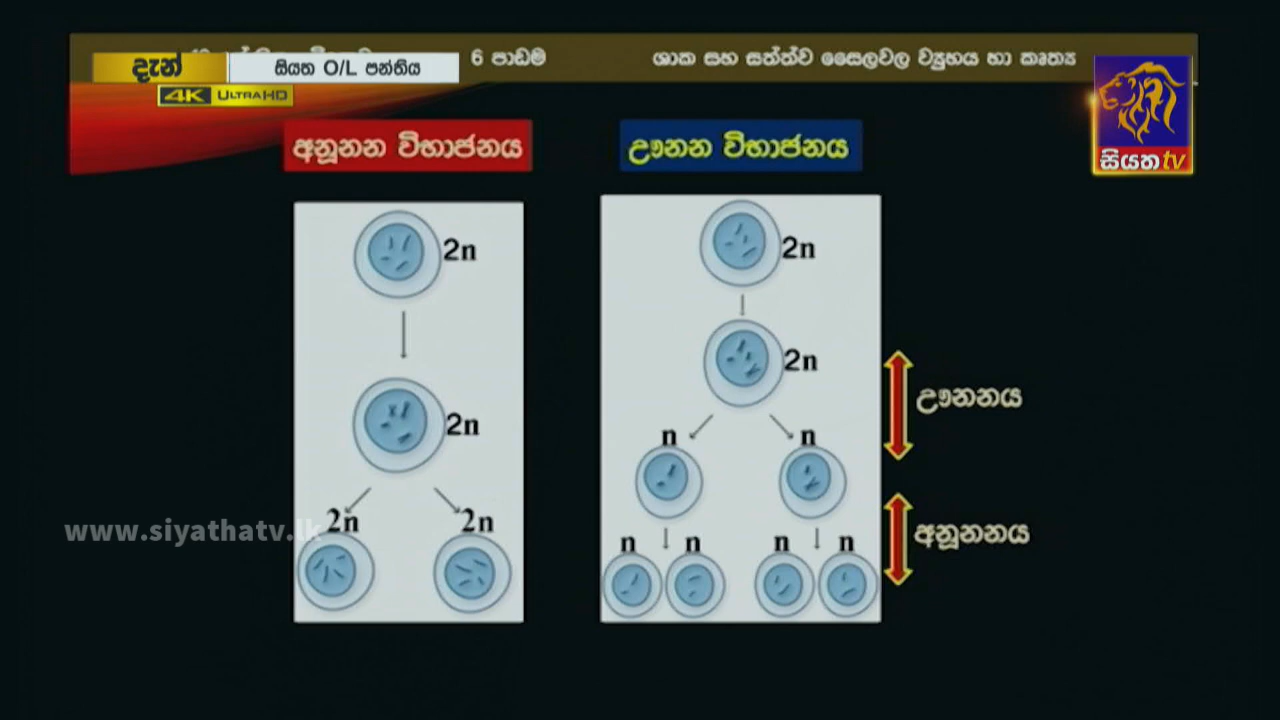 6 පාඩම ශාක සහ සත්ත්ව සෛලවල ව්‍යුහය හා කෘත්‍ය
දැන් සියත O/L පන්තිය
4K ULTRA HD
සියත tv
අනූනන විභාජනය ඌනන විභාජනය
2n 2n
2n
2n
ඌනනය
n n
2n 2n
අනූනනය
n n n n
www.siyathatv.lk